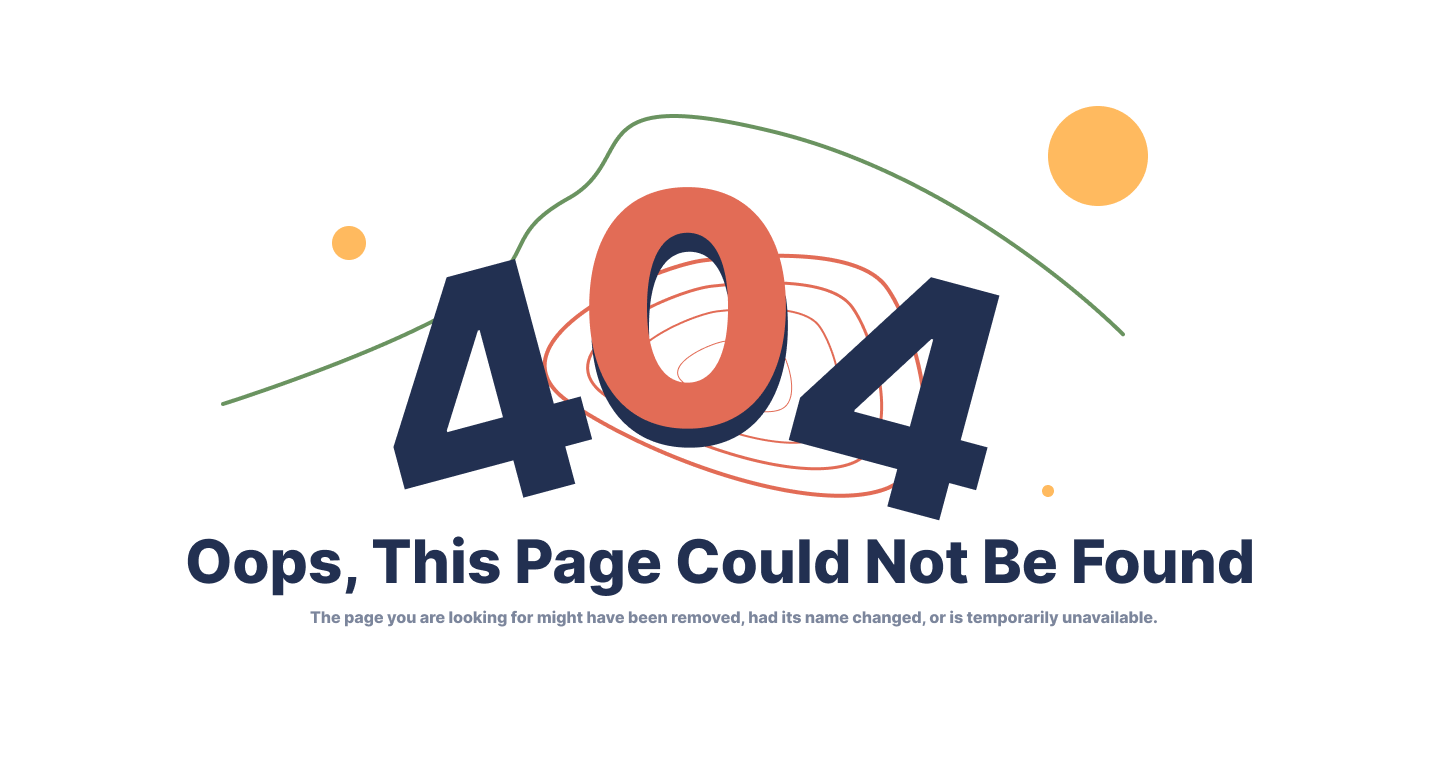 404
Oops, This Page Could Not Be Found
The page you are looking for might have been removed, had its name changed, or is temporarily unavailable.